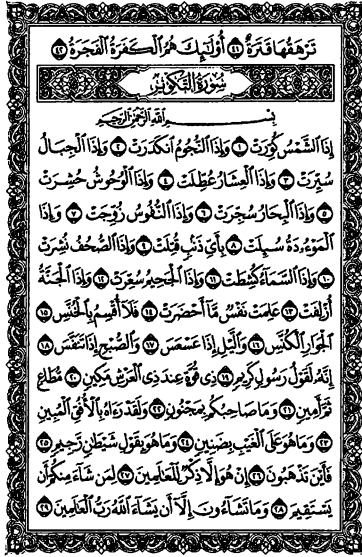 تَرْهَقُهَا قَتَرَةٌ ٤١ أُوْلَٰٓئِكَ هُمُ ٱلْكَفَرَةُ ٱلْفَجَرَةُ ٤٢
سُورَةُ التَّكْوِير
بِسْمِ ٱللَّهِ ٱلرَّحْمَٰنِ ٱلرَّحِيمِ
إِذَا ٱلشَّمْسُ كُوِّرَتْ ١ وَإِذَا ٱلنُّجُومُ ٱنكَدَرَتْ ٢ وَإِذَا ٱلْجِبَالُ
سُيِّرَتْ ٣ وَإِذَا ٱلْعِشَارُ عُطِّلَتْ ٤ وَإِذَا ٱلْوُحُوشُ حُشِرَتْ
٥ وَإِذَا ٱلْبِحَارُ سُجِّرَتْ ٦ وَإِذَا ٱلنُّفُوسُ زُوِّجَتْ ٧ وَإِذَا
ٱلْمَوْءُۥدَةُ سُئِلَتْ ٨ بِأَيِّ ذَنۢبٍ قُتِلَتْ ٩ وَإِذَا ٱلصُّحُفُ نُشِرَتْ
١٠ وَإِذَا ٱلسَّمَآءُ كُشِطَتْ ١١ وَإِذَا ٱلْجَحِيمُ سُعِّرَتْ ١٢ وَإِذَا ٱلْجَنَّةُ
أُزْلِفَتْ ١٣ عَلِمَتْ نَفْسٌ مَّآ أَحْضَرَتْ ١٤ فَلَآ أُقْسِمُ بِٱلْخُنَّسِ ١٥
ٱلْجَوَارِ ٱلْكُنَّسِ ١٦ وَٱلَّيْلِ إِذَا عَسْعَسَ ١٧ وَٱلصُّبْحِ إِذَا تَنَفَّسَ ١٨
إِنَّهُۥ لَقَوْلُ رَسُولٍ كَرِيمٍ ١٩ ذِي قُوَّةٍ عِندَ ذِي ٱلْعَرْشِ مَكِينٍ ٢٠ مُّطَاعٍ
ثَمَّ أَمِينٍ ٢١ وَمَا صَاحِبُكُم بِمَجْنُونٍ ٢٢ وَلَقَدْ رَءَاهُ بِٱلْأُفُقِ ٱلْمُبِينِ
٢٣ وَمَا هُوَ عَلَى ٱلْغَيْبِ بِضَنِينٍ ٢٤ وَمَا هُوَ بِقَوْلِ شَيْطَٰنٍ رَّجِيمٍ ٢٥
فَأَيْنَ تَذْهَبُونَ ٢٦ إِنْ هُوَ إِلَّا ذِكْرٌ لِّلْعَٰلَمِينَ ٢٧ لِمَن شَآءَ مِنكُمْ أَن
يَسْتَقِيمَ ٢٨ وَمَا تَشَآءُونَ إِلَّآ أَن يَشَآءَ ٱللَّهُ رَبُّ ٱلْعَٰلَمِينَ ٢٩